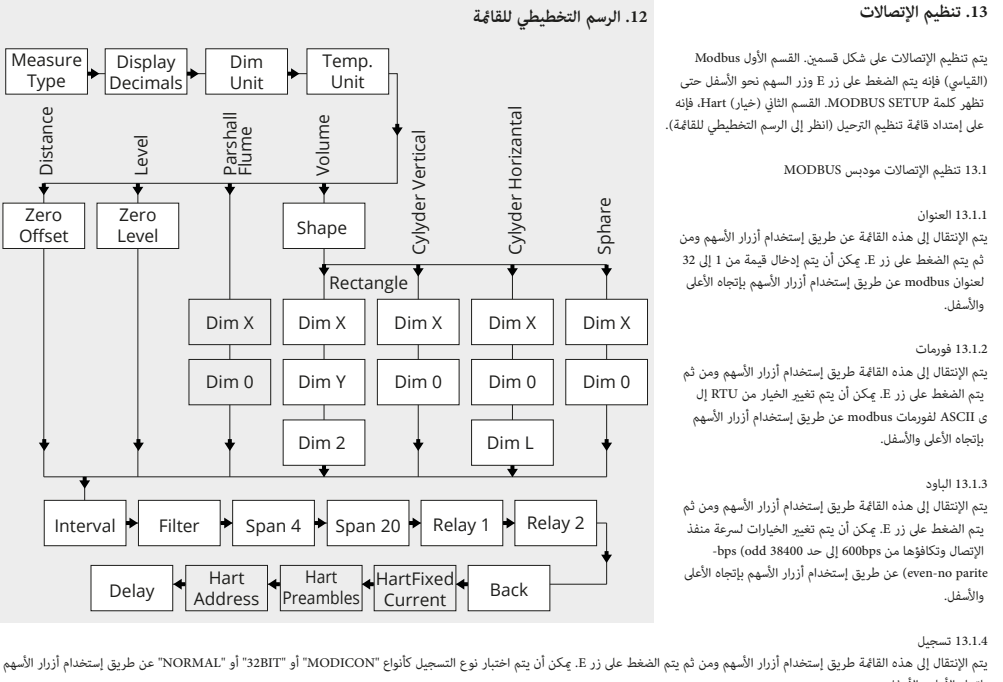 13. تنظيم الإتصالات
يتم تنظيم الإتصالات على شكل قسمين. القسم الأول Modbus
(القياسي) فإنه يتم الضغط على زر E وزر السهم نحو الأسفل حتى
تظهر كلمة MODBUS SETUP. القسم الثاني (خيار) Hart، فإنه
على إمتداد قائمة تنظيم الترحيل (انظر إلى الرسم التخطيطي للقائمة).
13.1 تنظيم الإتصالات مودبس MODBUS
13.1.1 العنوان
يتم الإنتقال إلى هذه القائمة عن طريق إستخدام أزرار الأسهم ومن
ثم يتم الضغط على زر E. يمكن أن يتم إدخال قيمة من 1 إلى 32
لعنوان modbus عن طريق إستخدام أزرار الأسهم بإتجاه الأعلى
والأسفل.
13.1.2 فورمات
يتم الإنتقال إلى هذه القائمة طريق إستخدام أزرار الأسهم ومن ثم
يتم الضغط على زر E. يمكن أن يتم تغيير الخيار من RTU إل
ى ASCII لفورمات modbus عن طريق إستخدام أزرار الأسهم
بإتجاه الأعلى والأسفل.
13.1.3 الباود
يتم الإنتقال إلى هذه القائمة طريق إستخدام أزرار الأسهم ومن ثم
يتم الضغط على زر E. يمكن أن يتم تغيير الخيارات لسرعة منفذ
الإتصال وتكافؤها من 600bps إلى حد 38400 bps (odd-
even-no parite) عن طريق إستخدام أزرار الأسهم بإتجاه الأعلى
والأسفل.
13.1.4 تسجيل
يتم الإنتقال إلى هذه القائمة طريق إستخدام أزرار الأسهم ومن ثم يتم الضغط على زر E. يمكن أن يتم اختبار نوع التسجيل كأنواع "MODICON" أو "32BIT" أو "NORMAL" عن طريق إستخدام أزرار الأسهم
12. الرسم التخطيطي للقائمة
Measure Type
Display Decimals
Dim Unit
Temp. Unit
Distance
Level
Parshall Flume
Volume
Cylyder Vertical
Cylyder Horizantal
Sphare
Zero Offset
Zero Level
Shape
Rectangle
Dim X
Dim X
Dim X
Dim X
Dim X
Dim 0
Dim Y
Dim 0
Dim 0
Dim 0
Dim 2
Dim L
Interval
Filter
Span 4
Span 20
Relay 1
Relay 2
Delay
Hart Address
Hart Preambles
HartFixed Current
Back